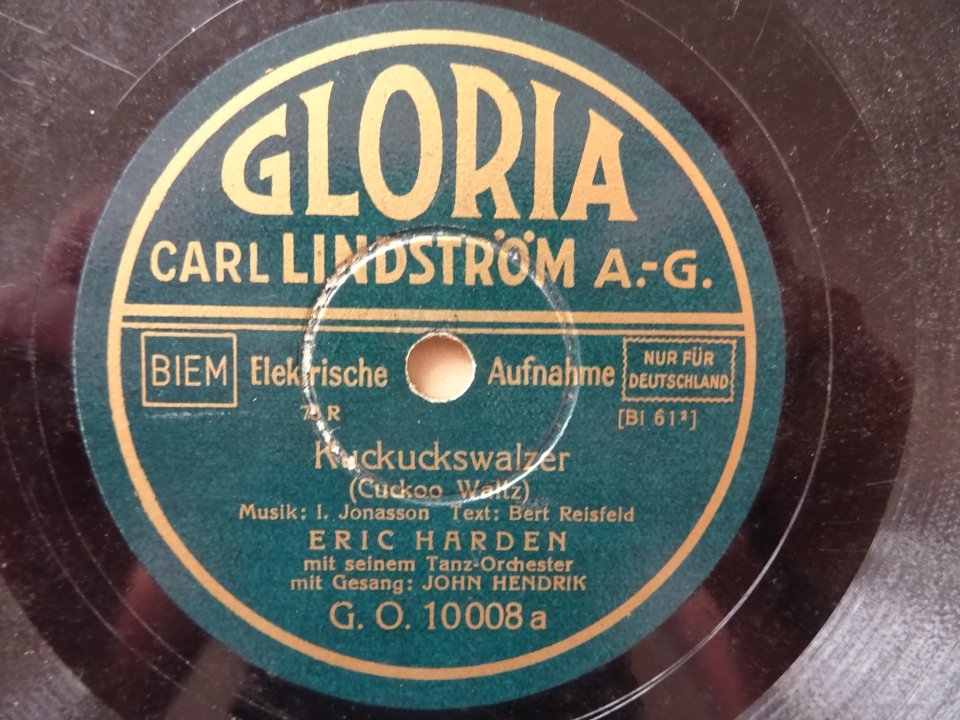 GLORIA
CARL LINDSTRÖM A.-G.
BIEM Elektrische Aufnahme NUR FÜR DEUTSCHLAND
78 R [Bi 61²]
Kuckuckswalzer
(Cuckoo Waltz)
Musik: I. Jonasson Text: Bert Reisfeld
ERIC HARDEN
mit seinem Tanz-Orchester
mit Gesang: JOHN HENDRIK
G. O. 10008 a